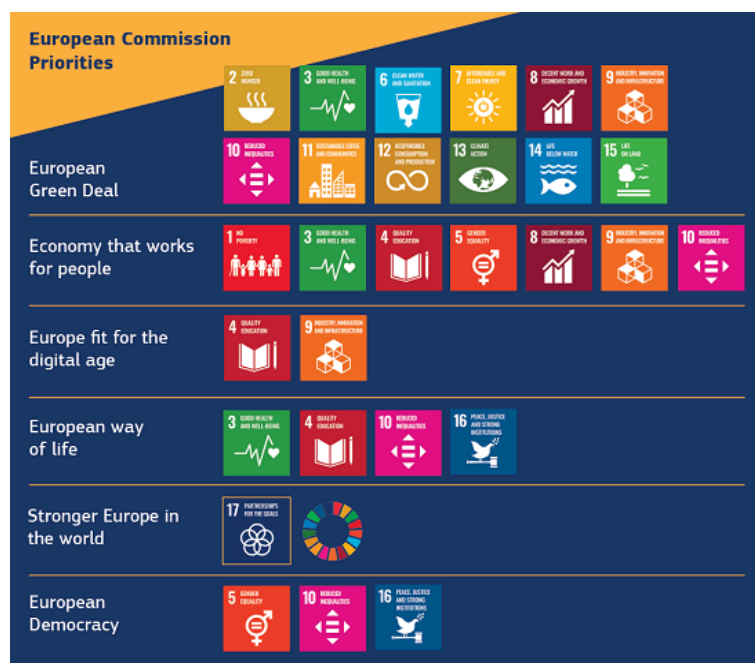 European Commission
Priorities
2 ZERO
HUNGER
3 GOOD HEALTH
AND WELL-BEING
6 CLEAN WATER
AND SANITATION
7 AFFORDABLE AND
CLEAN ENERGY
8 DECENT WORK AND
ECONOMIC GROWTH
9 INDUSTRY, INNOVATION
AND INFRASTRUCTURE
European
Green Deal
10 REDUCED
INEQUALITIES
11 SUSTAINABLE CITIES
AND COMMUNITIES
12 RESPONSIBLE
CONSUMPTION
AND PRODUCTION
13 CLIMATE
ACTION
14 LIFE
BELOW WATER
15 LIFE
ON LAND
Economy that works
for people
1 NO
POVERTY
3 GOOD HEALTH
AND WELL-BEING
4 QUALITY
EDUCATION
5 GENDER
EQUALITY
8 DECENT WORK AND
ECONOMIC GROWTH
9 INDUSTRY, INNOVATION
AND INFRASTRUCTURE
10 REDUCED
INEQUALITIES
Europe fit for the
digital age
4 QUALITY
EDUCATION
9 INDUSTRY, INNOVATION
AND INFRASTRUCTURE
European way
of life
3 GOOD HEALTH
AND WELL-BEING
4 QUALITY
EDUCATION
10 REDUCED
INEQUALITIES
16 PEACE, JUSTICE
AND STRONG
INSTITUTIONS
Stronger Europe in
the world
17 PARTNERSHIPS
FOR THE GOALS
European
Democracy
5 GENDER
EQUALITY
10 REDUCED
INEQUALITIES
16 PEACE, JUSTICE
AND STRONG
INSTITUTIONS